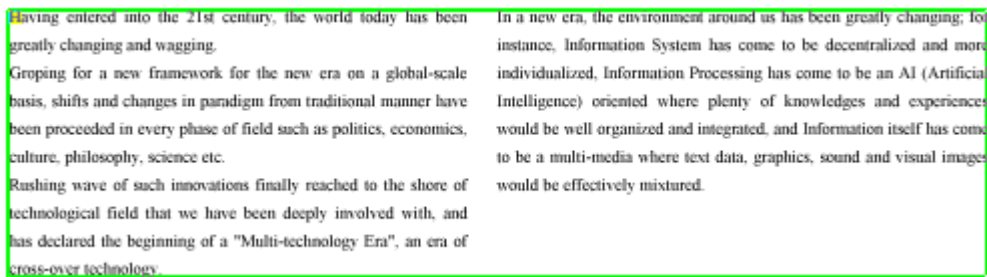 Having entered into the 21st century, the world today has been
greatly changing and wagging.
Groping for a new framework for the new era on a global-scale
basis, shifts and changes in paradigm from traditional manner have
been proceeded in every phase of field such as politics, economics,
culture, philosophy, science etc.
Rushing wave of such innovations finally reached to the shore of
technological field that we have been deeply involved with, and
has declared the beginning of a "Multi-technology Era", an era of
cross-over technology.
In a new era, the environment around us has been greatly changing; for
instance, Information System has come to be decentralized and more
individualized, Information Processing has come to be an AI (Artificial
Intelligence) oriented where plenty of knowledges and experiences
would be well organized and integrated, and Information itself has come
to be a multi-media where text data, graphics, sound and visual images
would be effectively mixtured.